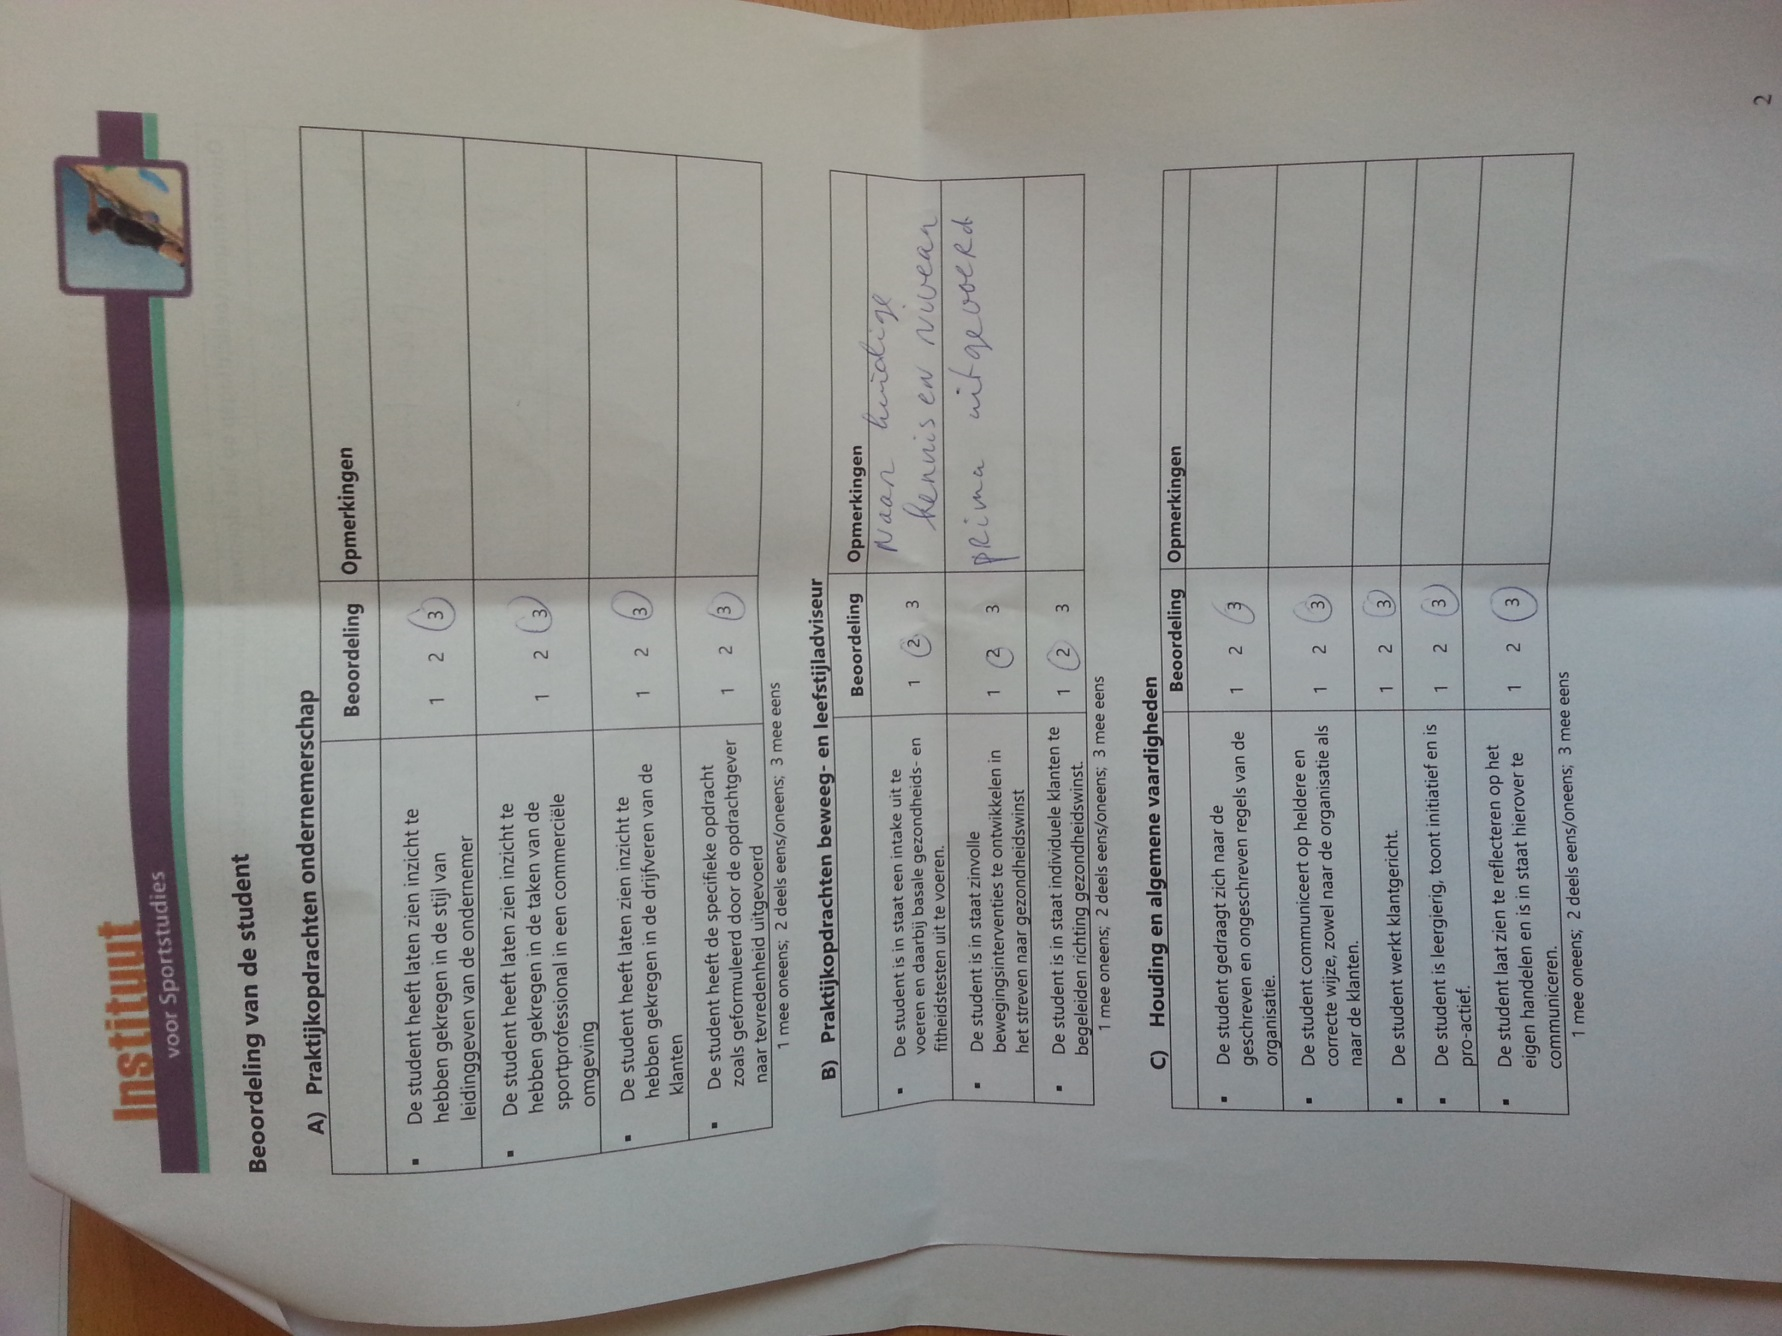 Instituut
voor Sportstudies
Beoordeling van de student
A) Praktijkopdrachten ondernemerschap
Beoordeling Opmerkingen
▪ De student heeft laten zien inzicht te
hebben gekregen in de stijl van
leidinggeven van de ondernemer
1 2 3
▪ De student heeft laten zien inzicht te
hebben gekregen in de taken van de
sportprofessional in een commerciële
omgeving
1 2 3
▪ De student heeft laten zien inzicht te
hebben gekregen in de drijfveren van de
klanten
1 2 3
▪ De student heeft de specifieke opdracht
zoals geformuleerd door de opdrachtgever
naar tevredenheid uitgevoerd
1 2 3
1 mee oneens; 2 deels eens/oneens; 3 mee eens
B) Praktijkopdrachten beweeg- en leefstijladviseur
Beoordeling Opmerkingen
▪ De student is in staat een intake uit te
voeren en daarbij basale gezondheids- en
fitheidstesten uit te voeren.
1 2 3
Naar huidige
kennis en niveau
▪ De student is in staat zinvolle
beweginginterventies te ontwikkelen in
het streven naar gezondheidswinst
1 2 3
prima uitgevoerd
▪ De student is in staat individuele klanten te
begeleiden richting gezondheidswinst.
1 2 3
1 mee oneens; 2 deels eens/oneens; 3 mee eens
C) Houding en algemene vaardigheden
Beoordeling Opmerkingen
▪ De student gedraagt zich naar de
geschreven en ongeschreven regels van de
organisatie.
1 2 3
▪ De student communiceert op heldere en
correcte wijze, zowel naar de organisatie als
naar de klanten.
1 2 3
▪ De student werkt klantgericht.
1 2 3
▪ De student is leergierig, toont initiatief en is
pro-actief.
1 2 3
▪ De student laat zien te reflecteren op het
eigen handelen en is in staat hierover te
communiceren.
1 2 3
1 mee oneens; 2 deels eens/oneens; 3 mee eens
2